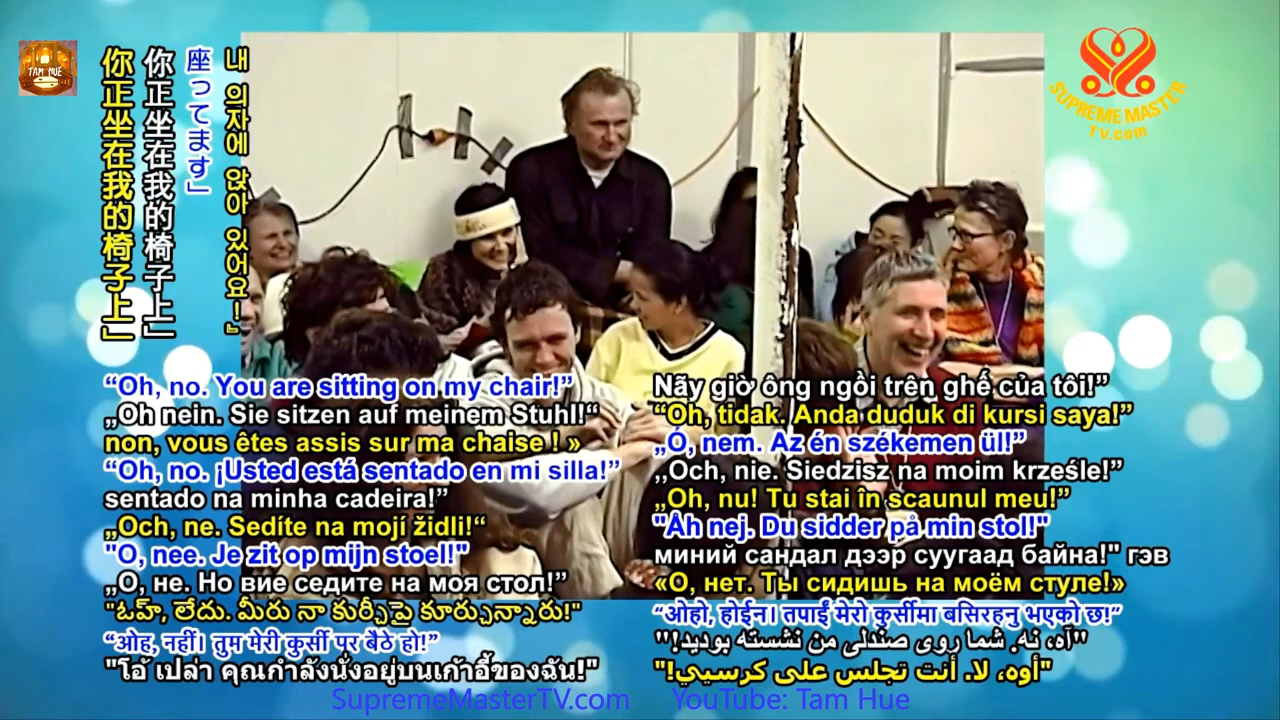 TAM HUE
SUPREME MASTER
TV.com
내 의자에 앉아 있어요!』
座ってます」
你正坐在我的椅子上」
你正坐在我的椅子上」
“Oh, no. You are sitting on my chair!”
„Oh nein. Sie sitzen auf meinem Stuhl!“
non, vous êtes assis sur ma chaise ! »
“Oh, no. ¡Usted está sentado en mi silla!”
sentado na minha cadeira!”
„Och, ne. Sedíte na mojí židli!“
"O, nee. Je zit op mijn stoel!"
„О, не. Но вие седите на моя стол!”
"ఓహ్, లేదు. మీరు నా కుర్చీపై కూర్చున్నారు!"
“ओह, नहीं। तुम मेरी कुर्सी पर बैठे हो!”
"โอ้ เปล่า คุณกำลังนั่งอยู่บนเก้าอี้ของฉัน!"
Nãy giờ ông ngồi trên ghế của tôi!”
“Oh, tidak. Anda duduk di kursi saya!”
„Ó, nem. Az én székemen ül!”
,,Och, nie. Siedzisz na moim krześle!”
„Oh, nu! Tu stai în scaunul meu!”
"Åh nej. Du sidder på min stol!"
миний сандал дээр суугаад байна!" гэв
«О, нет. Ты сидишь на моём стуле!»
“ओहो, होईन। तपाईं मेरो कुर्सीमा बसिरहनु भएको छ!”
"آه، نه. شما روی صندلی من نشسته بودید!"
"أوه، لا. أنت تجلس على كرسيي!"
SupremeMasterTV.com YouTube: Tam Hue